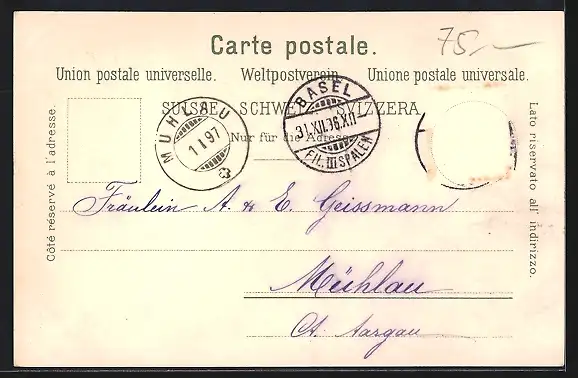 Carte postale.
75.-
Union postale universelle. Weltpostverein. Unione postale universale.
SUISSE. SCHWEIZ. SVIZZERA.
Nur für die Adresse.
Côté réservé à l'adresse.
Lato riservato all' indirizzo.
MÜHLAU
1 I 97
BASEL
31.XII.96.XII
FIL. III SPALEN
Fräulein A. & E. Geissmann
Mühlau
Ct. Aargau